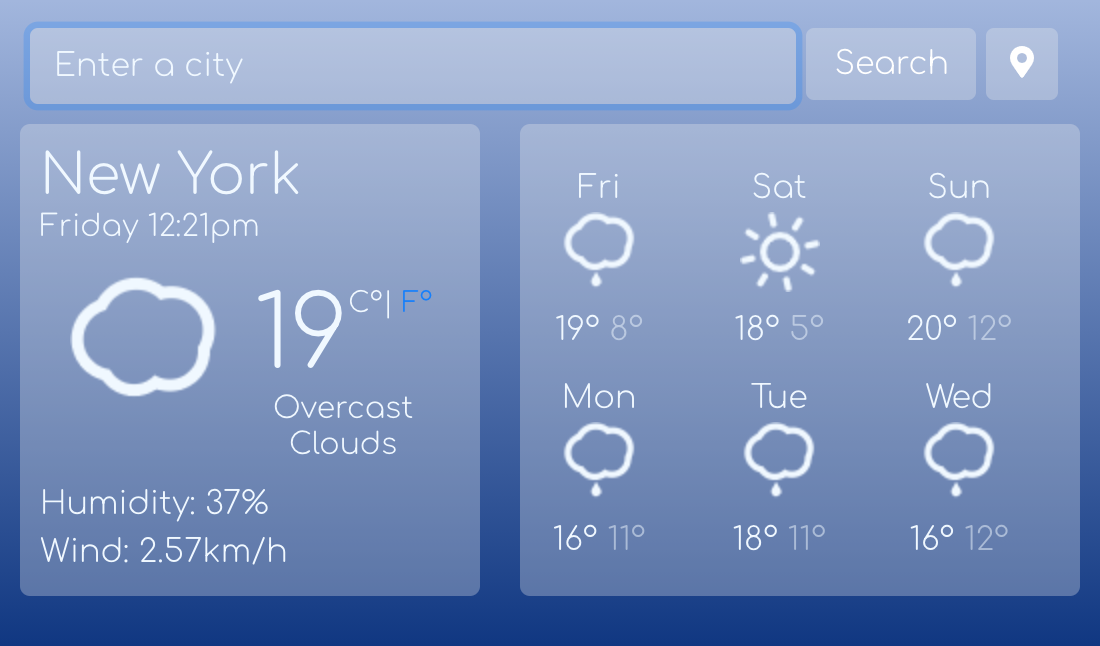 Enter a city
Search
New York
Friday 12:21pm
19 C°| F°
Overcast
Clouds
Humidity: 37%
Wind: 2.57km/h
Fri Sat Sun
19° 8° 18° 5° 20° 12°
Mon Tue Wed
16° 11° 18° 11° 16° 12°